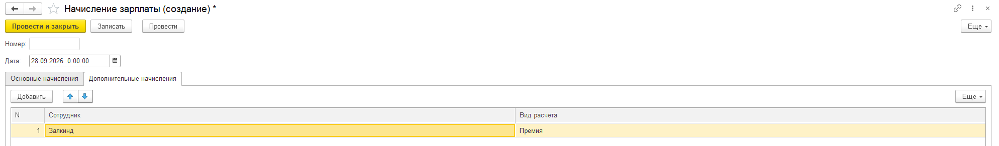 Начисление зарплаты (создание) *
Провести и закрыть Записать Провести Еще
Номер:
Дата: 28.09.2026 0:00:00
Основные начисления Дополнительные начисления
Добавить Еще
N Сотрудник Вид расчета
1 Залкинд Премия